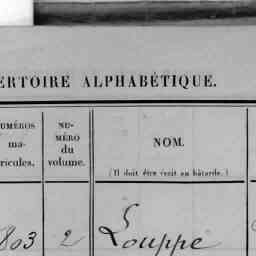 ERTOIRE ALPHABÉTIQUE.
UMÉROS
ma-
ricules.
NU-
MÉRO
du
volume.
NOM.
(Il doit être écrit en bâtarde.)
803
2
Louppe